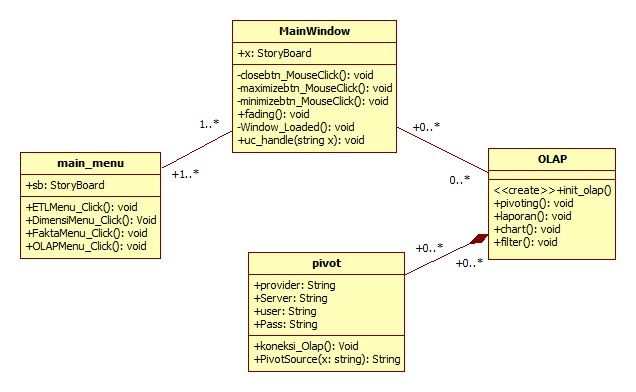 MainWindow
+x: StoryBoard
-closebtn_MouseClick(): void
-maximizebtn_MouseClick(): void
-minimizebtn_MouseClick(): void
+fading(): void
-Window_Loaded(): void
+uc_handle(string x): void
1..*
+1..*
+0..*
0..*
main_menu
+sb: StoryBoard
+ETLMenu_Click(): void
+DimensiMenu_Click(): Void
+FaktaMenu_Click(): void
+OLAPMenu_Click(): void
OLAP
<<create>>+init_olap()
+pivoting(): void
+laporan(): void
+chart(): void
+filter(): void
+0..*
+0..*
pivot
+provider: String
+Server: String
+user: String
+Pass: String
+koneksi_Olap(): Void
+PivotSource(x: string): String